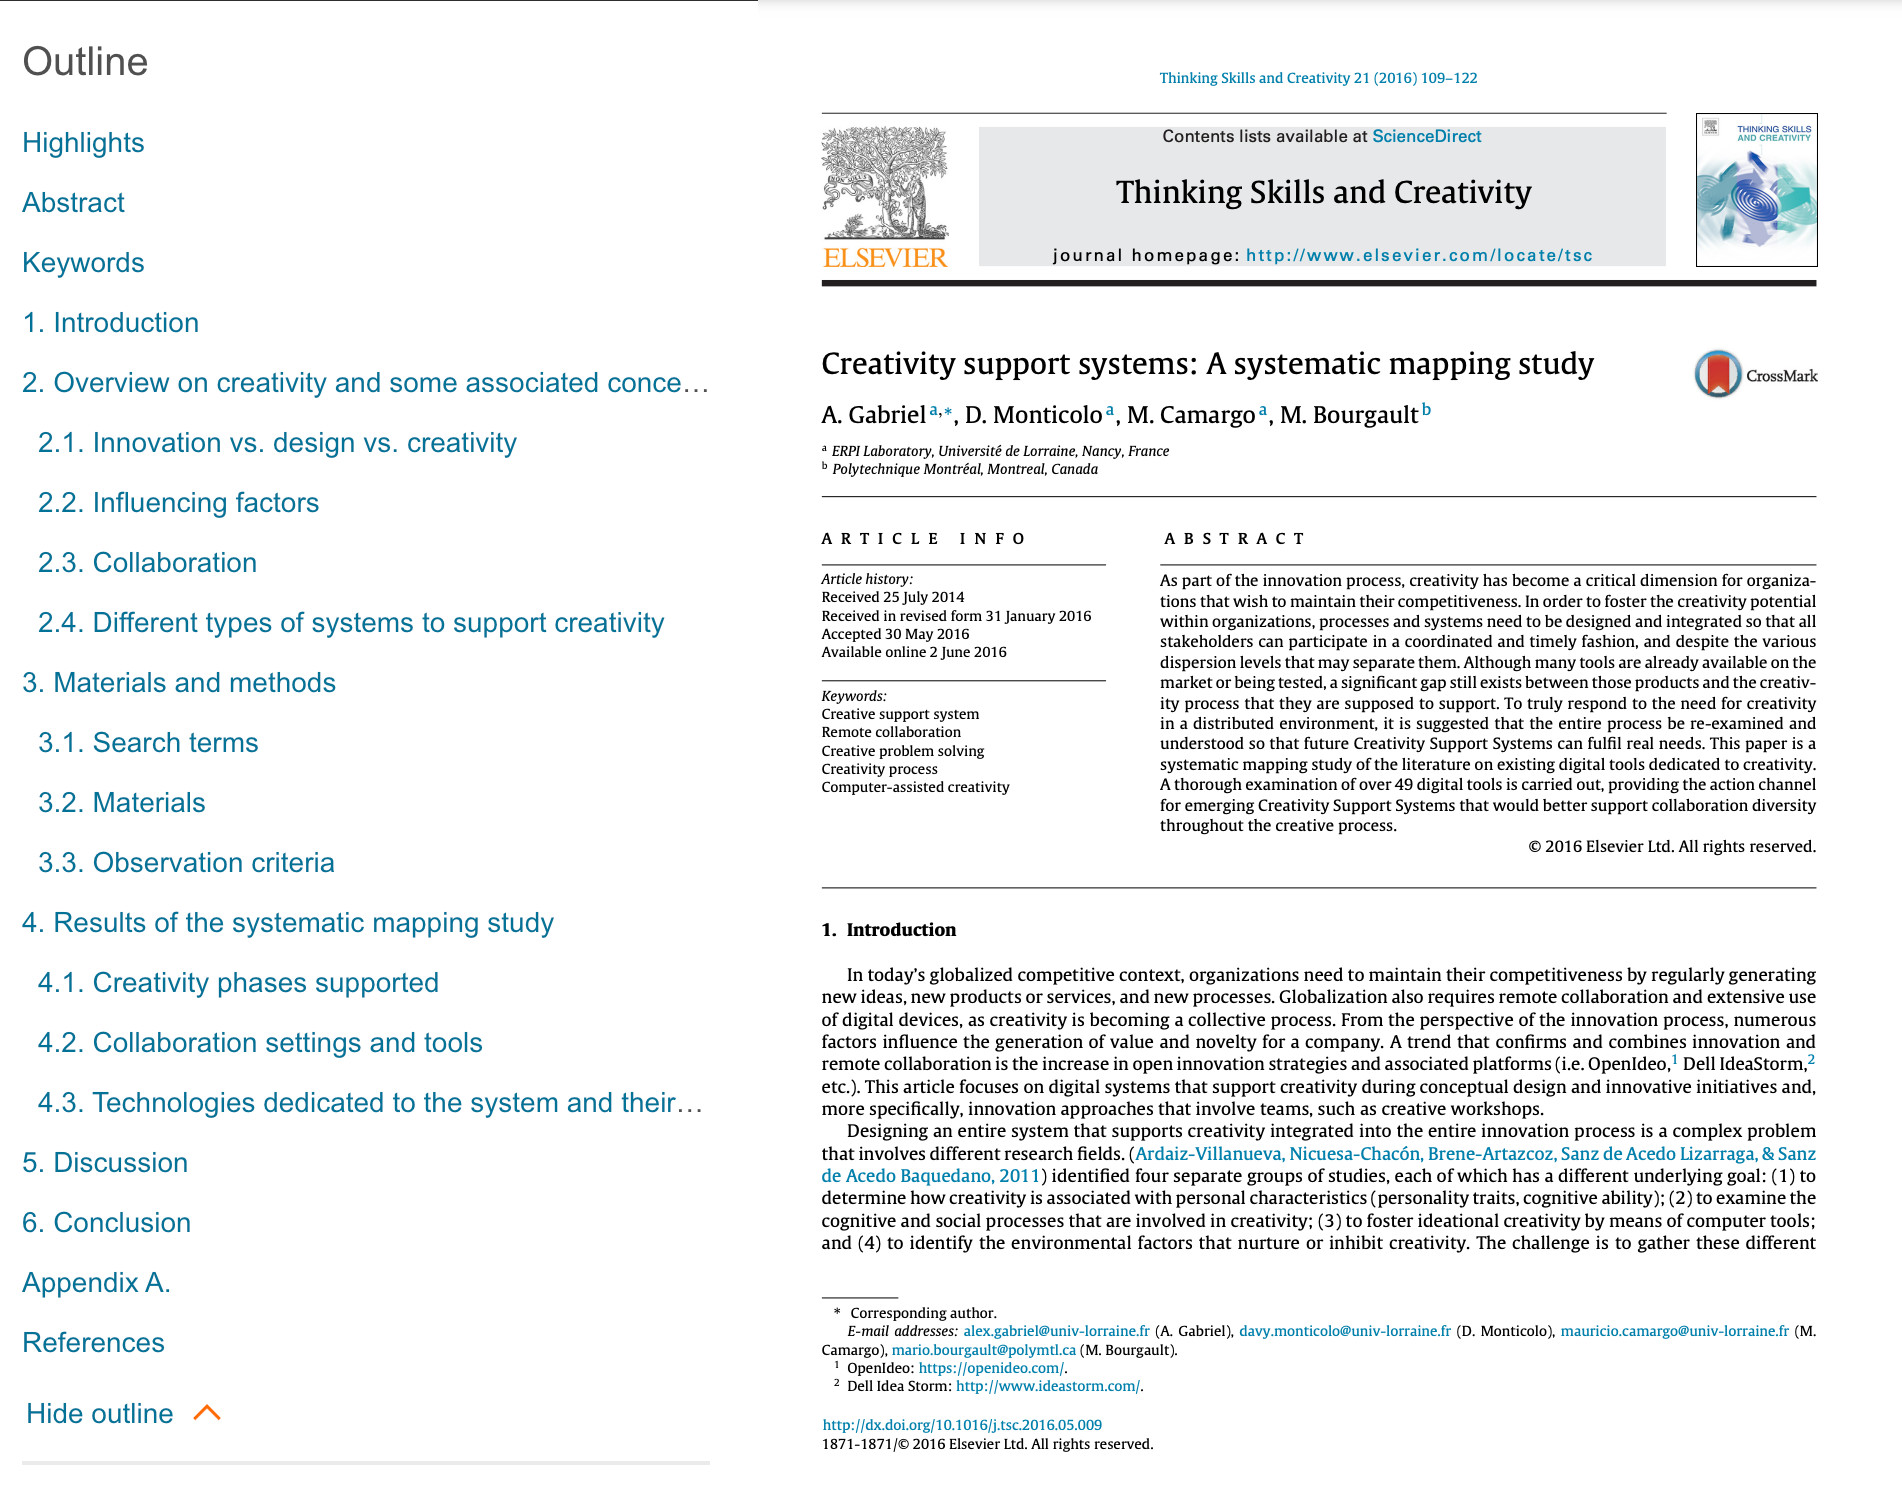 Outline
Highlights
Abstract
Keywords
1. Introduction
2. Overview on creativity and some associated conce…
2.1. Innovation vs. design vs. creativity
2.2. Influencing factors
2.3. Collaboration
2.4. Different types of systems to support creativity
3. Materials and methods
3.1. Search terms
3.2. Materials
3.3. Observation criteria
4. Results of the systematic mapping study
4.1. Creativity phases supported
4.2. Collaboration settings and tools
4.3. Technologies dedicated to the system and their…
5. Discussion
6. Conclusion
Appendix A.
References
Hide outline
Thinking Skills and Creativity 21 (2016) 109–122
ELSEVIER
Contents lists available at ScienceDirect
Thinking Skills and Creativity
journal homepage: http://www.elsevier.com/locate/tsc
THINKING SKILLS
AND CREATIVITY
Creativity support systems: A systematic mapping study
CrossMark
A. Gabriel a,*, D. Monticolo a, M. Camargo a, M. Bourgault b
a ERPI Laboratory, Université de Lorraine, Nancy, France
b Polytechnique Montréal, Montreal, Canada
ARTICLE INFO
Article history:
Received 25 July 2014
Received in revised form 31 January 2016
Accepted 30 May 2016
Available online 2 June 2016
Keywords:
Creative support system
Remote collaboration
Creative problem solving
Creativity process
Computer-assisted creativity
ABSTRACT
As part of the innovation process, creativity has become a critical dimension for organiza-
tions that wish to maintain their competitiveness. In order to foster the creativity potential
within organizations, processes and systems need to be designed and integrated so that all
stakeholders can participate in a coordinated and timely fashion, and despite the various
dispersion levels that may separate them. Although many tools are already available on the
market or being tested, a significant gap still exists between those products and the creativ-
ity process that they are supposed to support. To truly respond to the need for creativity
in a distributed environment, it is suggested that the entire process be re-examined and
understood so that future Creativity Support Systems can fulfil real needs. This paper is a
systematic mapping study of the literature on existing digital tools dedicated to creativity.
A thorough examination of over 49 digital tools is carried out, providing the action channel
for emerging Creativity Support Systems that would better support collaboration diversity
throughout the creative process.
© 2016 Elsevier Ltd. All rights reserved.
1. Introduction
In today's globalized competitive context, organizations need to maintain their competitiveness by regularly generating
new ideas, new products or services, and new processes. Globalization also requires remote collaboration and extensive use
of digital devices, as creativity is becoming a collective process. From the perspective of the innovation process, numerous
factors influence the generation of value and novelty for a company. A trend that confirms and combines innovation and
remote collaboration is the increase in open innovation strategies and associated platforms (i.e. OpenIdeo,1 Dell IdeaStorm,2
etc.). This article focuses on digital systems that support creativity during conceptual design and innovative initiatives and,
more specifically, innovation approaches that involve teams, such as creative workshops.
Designing an entire system that supports creativity integrated into the entire innovation process is a complex problem
that involves different research fields. (Ardaiz-Villanueva, Nicuesa-Chacón, Brene-Artazcoz, Sanz de Acedo Lizarraga, & Sanz
de Acedo Baquedano, 2011) identified four separate groups of studies, each of which has a different underlying goal: (1) to
determine how creativity is associated with personal characteristics (personality traits, cognitive ability); (2) to examine the
cognitive and social processes that are involved in creativity; (3) to foster ideational creativity by means of computer tools;
and (4) to identify the environmental factors that nurture or inhibit creativity. The challenge is to gather these different
* Corresponding author.
E-mail addresses: alex.gabriel@univ-lorraine.fr (A. Gabriel), davy.monticolo@univ-lorraine.fr (D. Monticolo), mauricio.camargo@univ-lorraine.fr (M.
Camargo), mario.bourgault@polymtl.ca (M. Bourgault).
1 OpenIdeo: https://openideo.com/.
2 Dell Idea Storm: http://www.ideastorm.com/.
http://dx.doi.org/10.1016/j.tsc.2016.05.009
1871-1871/© 2016 Elsevier Ltd. All rights reserved.